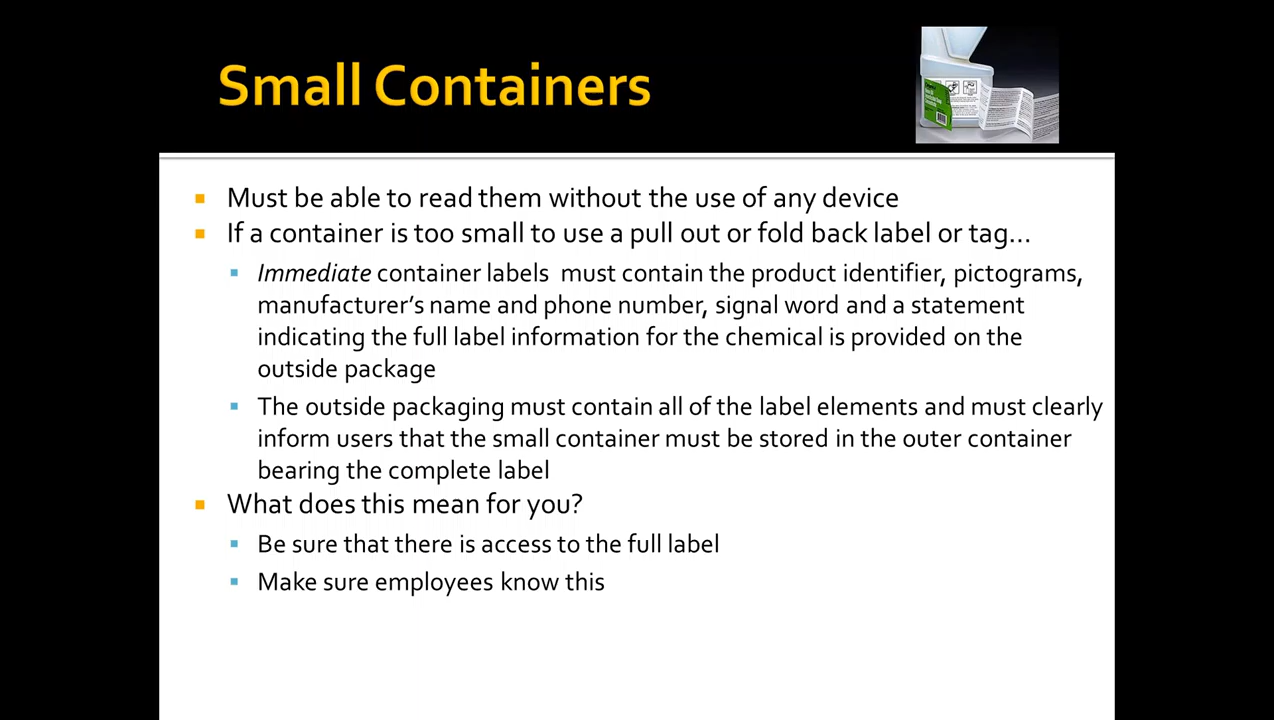 Small Containers
Must be able to read them without the use of any device
If a container is too small to use a pull out or fold back label or tag…
Immediate container labels  must contain the product identifier, pictograms,
manufacturer’s name and phone number, signal word and a statement
indicating the full label information for the chemical is provided on the
outside package
The outside packaging must contain all of the label elements and must clearly
inform users that the small container must be stored in the outer container
bearing the complete label
What does this mean for you?
Be sure that there is access to the full label
Make sure employees know this